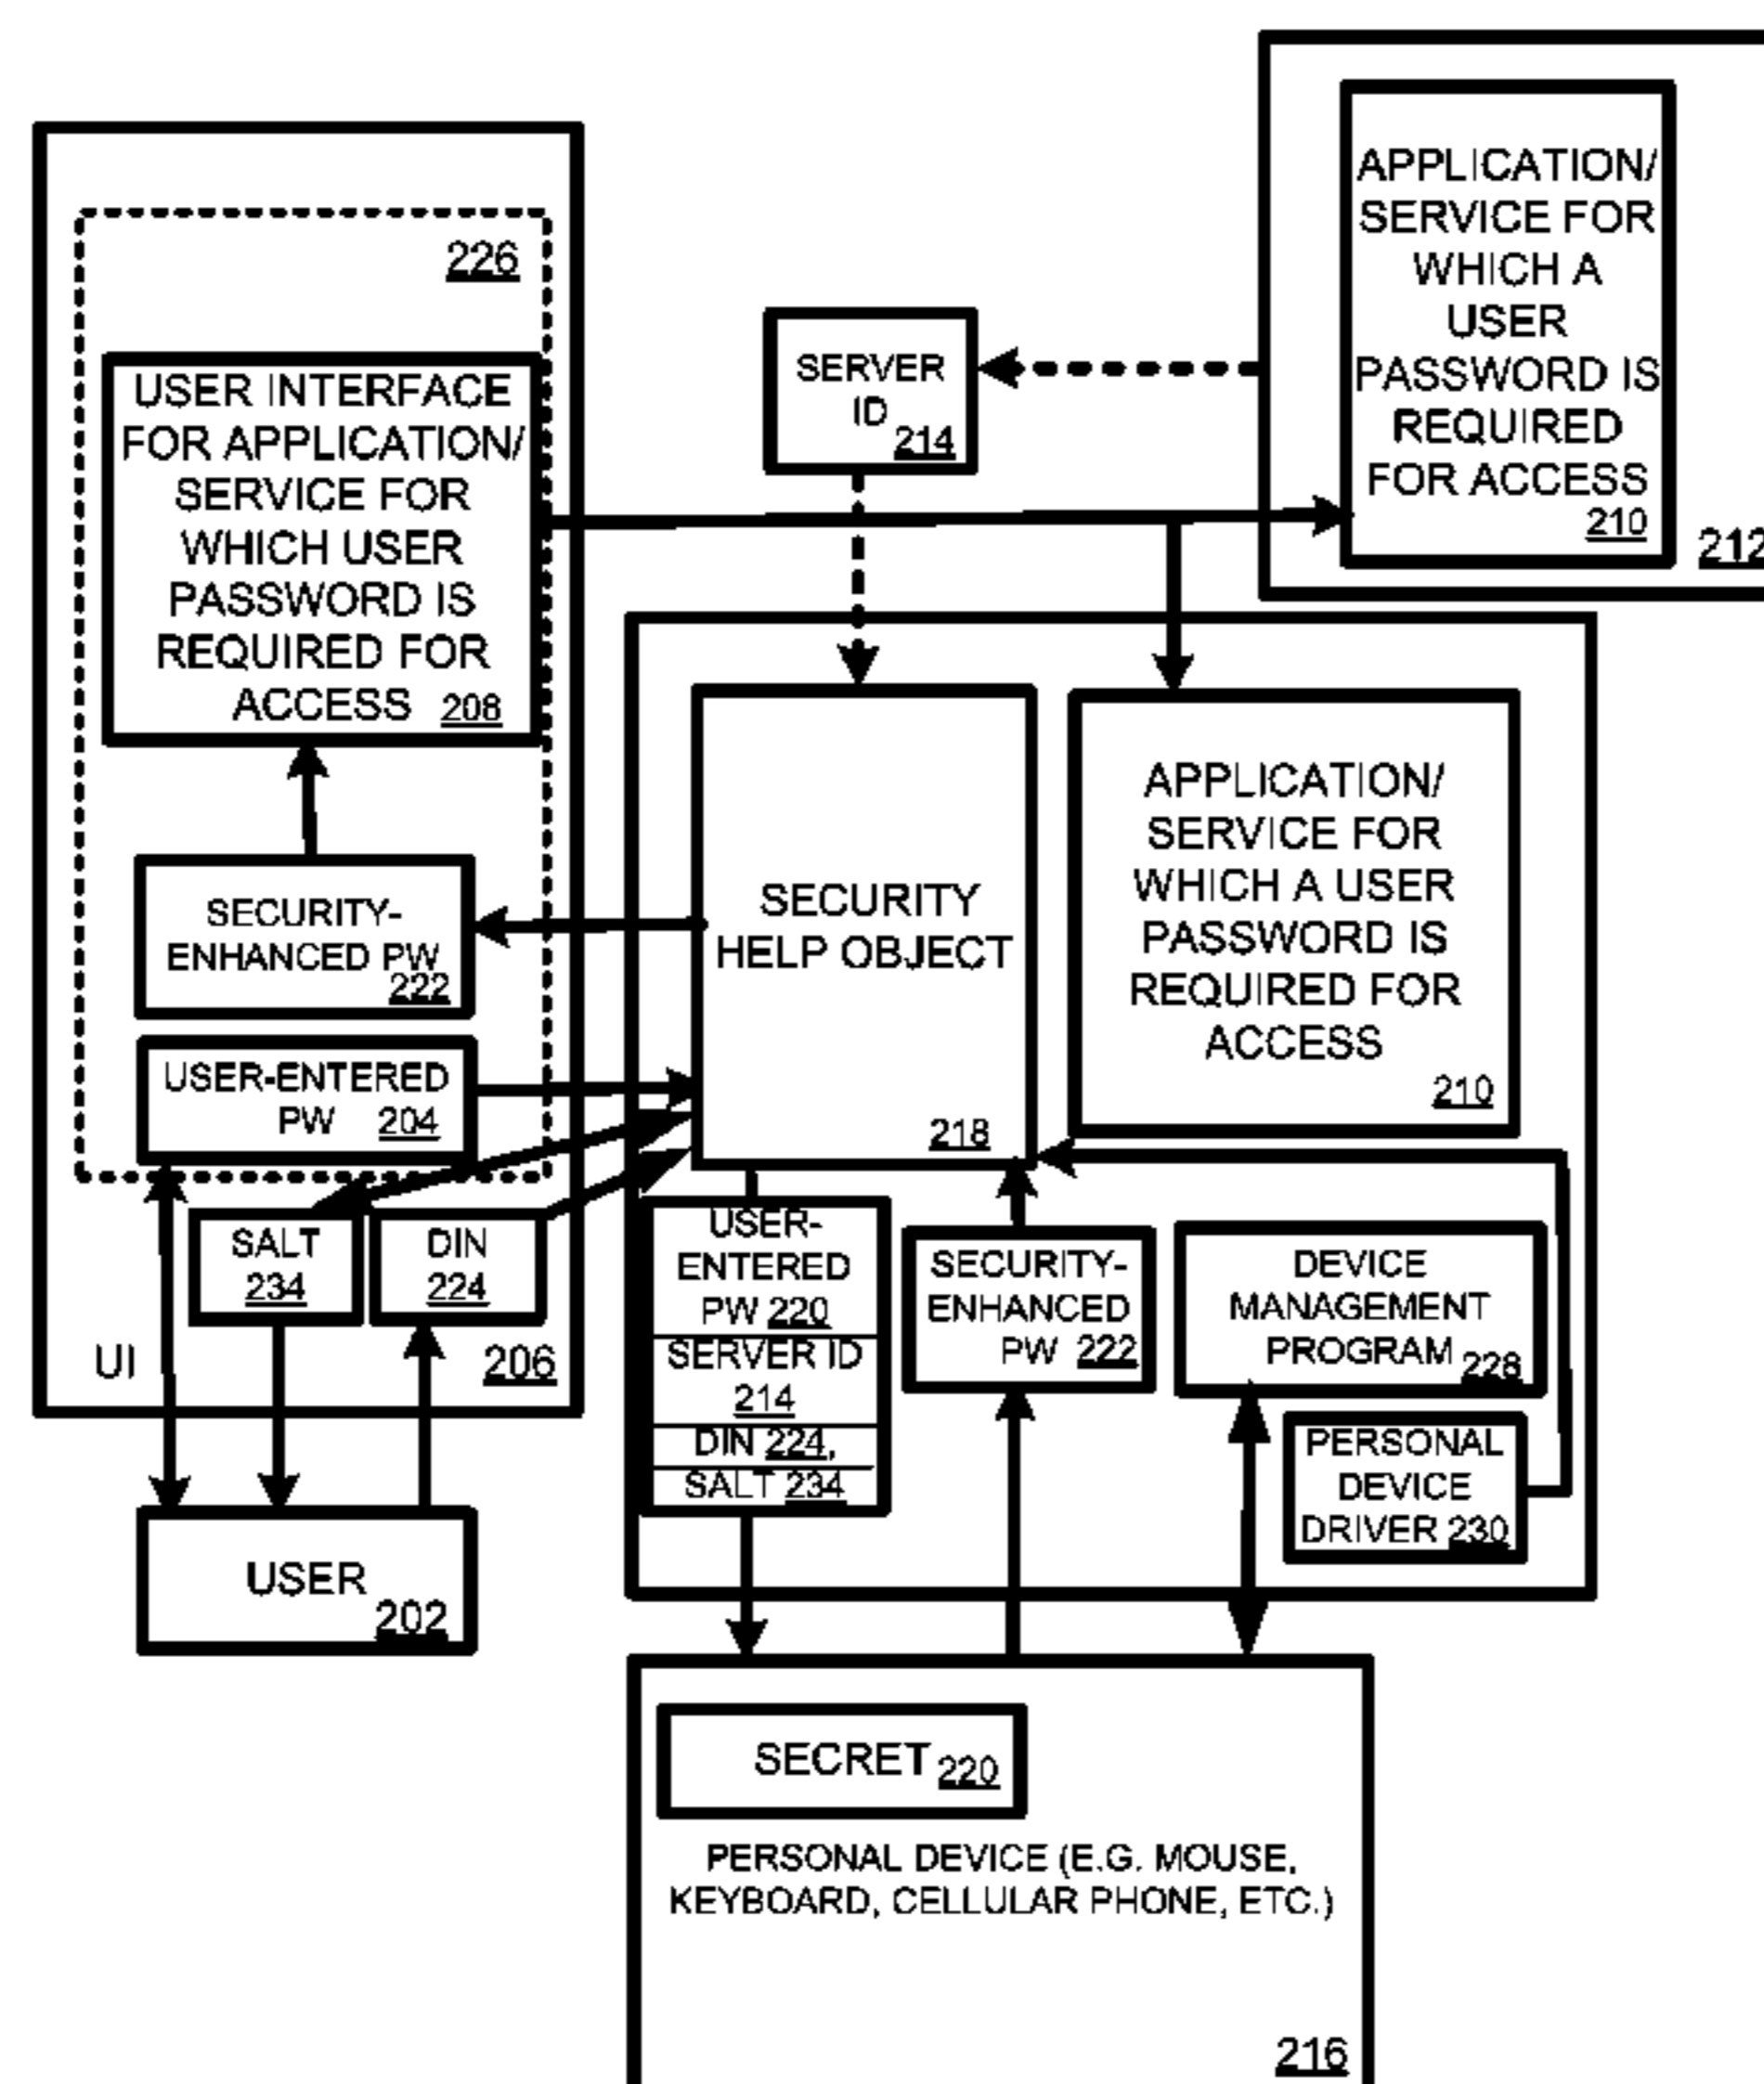 226
USER INTERFACE
FOR APPLICATION/
SERVICE FOR
WHICH USER
PASSWORD IS
REQUIRED FOR
ACCESS 208
SECURITY-
ENHANCED PW
222
USER-ENTERED
PW 204
SALT
234
DIN
224
UI
206
USER
202
SERVER
ID
214
APPLICATION/
SERVICE FOR
WHICH A
USER
PASSWORD IS
REQUIRED
FOR ACCESS
210
212
SECURITY
HELP OBJECT
218
APPLICATION/
SERVICE FOR
WHICH A USER
PASSWORD IS
REQUIRED FOR
ACCESS
210
USER-
ENTERED
PW 220
SERVER ID
214
DIN 224,
SALT 234
SECURITY-
ENHANCED
PW 222
DEVICE
MANAGEMENT
PROGRAM 228
PERSONAL
DEVICE
DRIVER 230
SECRET 220
PERSONAL DEVICE (E.G. MOUSE,
KEYBOARD, CELLULAR PHONE, ETC.)
216